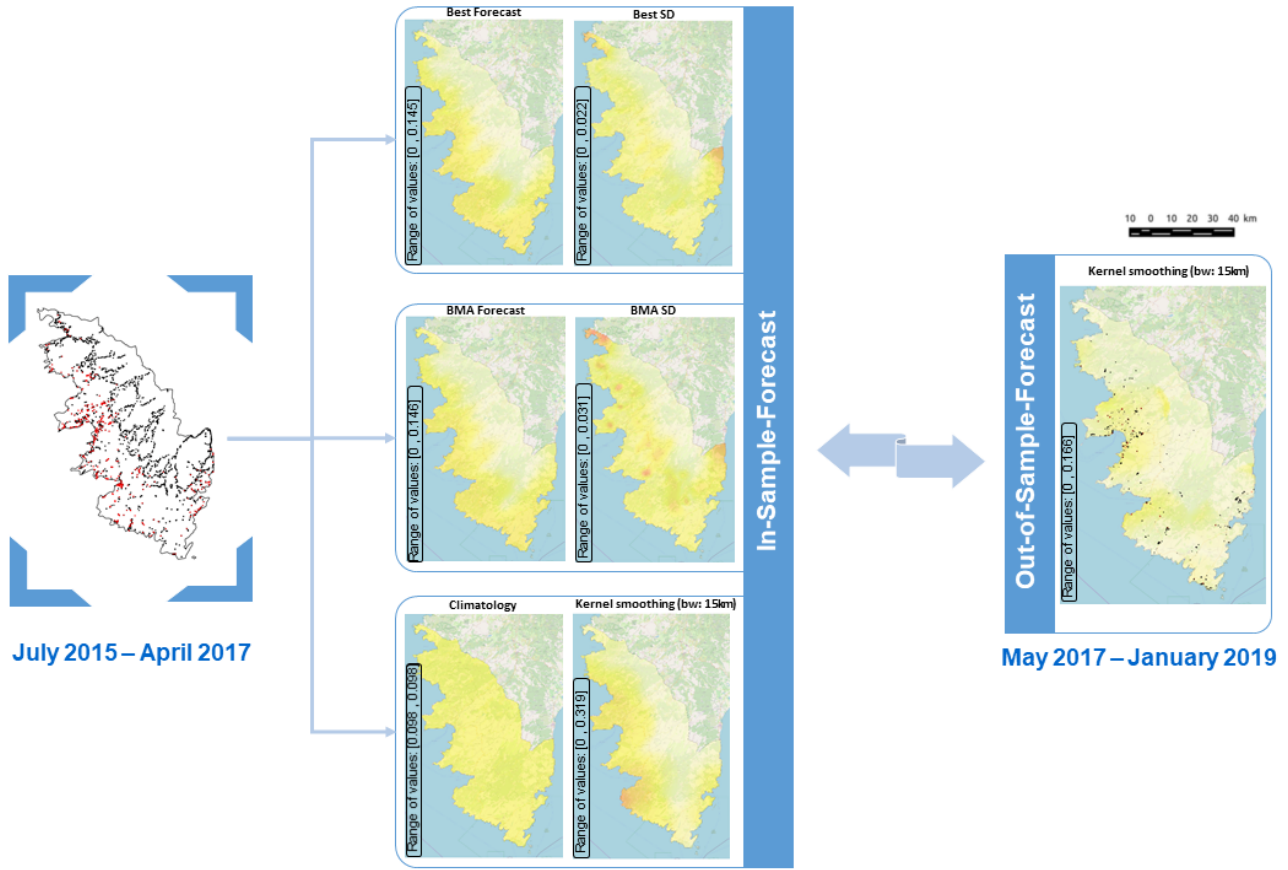 Best Forecast
Best SD
Range of values: [0 , 0.145]
Range of values: [0 , 0.022]
BMA Forecast
BMA SD
Range of values: [0 , 0.146]
Range of values: [0 , 0.031]
Climatology
Kernel smoothing (bw: 15km)
Range of values: [0.098 , 0.098]
Range of values: [0 , 0.319]
In-Sample-Forecast
July 2015 – April 2017
10 0 10 20 30 40 km
Out-of-Sample-Forecast
Kernel smoothing (bw: 15km)
Range of values: [0 , 0.166]
May 2017 – January 2019